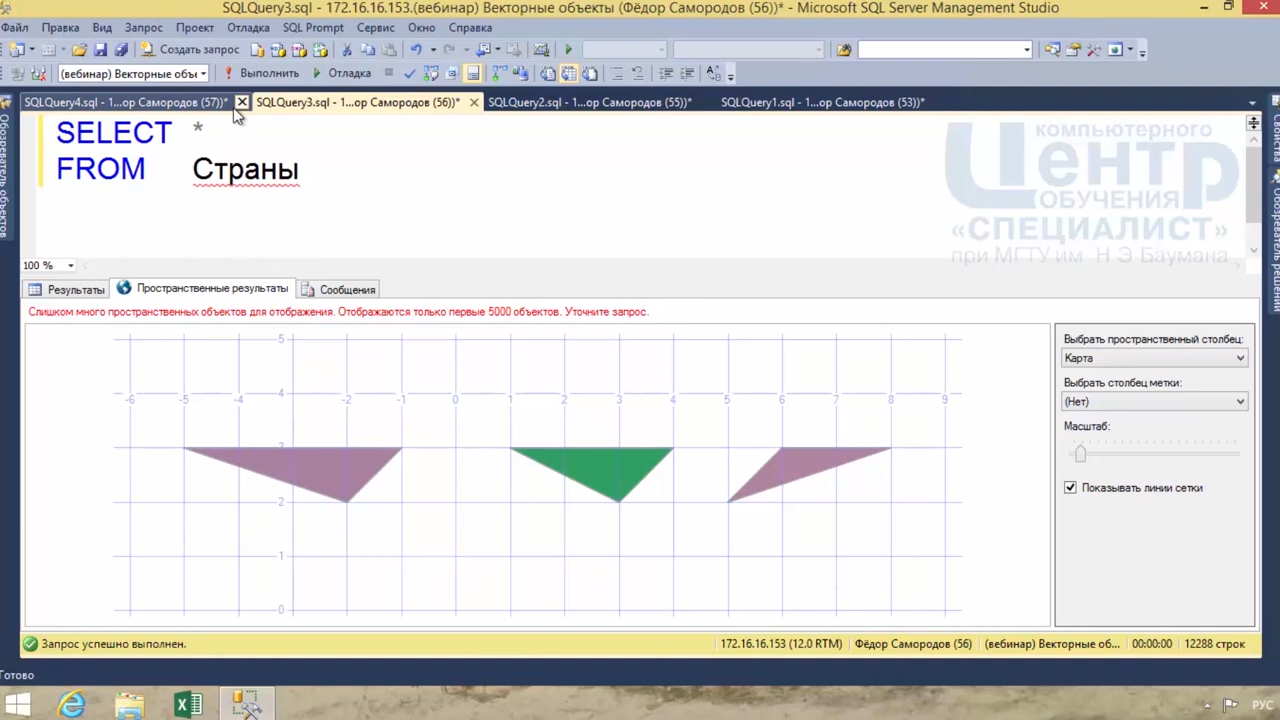 SQLQuery3.sql - 172.16.16.153.(вебинар) Векторные объекты (Фёдор Самородов (56))* - Microsoft SQL Server Management Studio
Файл Правка Вид Запрос Проект Отладка SQL Prompt Сервис Окно Справка
Создать запрос
(вебинар) Векторные объе Выполнить Отладка
SQLQuery4.sql - 1...ор Самородов (57))* SQLQuery3.sql - 1...ор Самородов (56))* SQLQuery2.sql - 1...ор Самородов (55))* SQLQuery1.sql - 1...ор Самородов (53))*
Обозреватель объектов
Свойства
Обозреватель решений
SELECT *
FROM Страны
компьютерного
Центр
ОБУЧЕНИЯ
«СПЕЦИАЛИСТ»
при МГТУ им Н Э Баумана
100 %
Результаты Пространственные результаты Сообщения
Слишком много пространственных объектов для отображения. Отображаются только первые 5000 объектов. Уточните запрос.
5
4
-6 -5 -4 -2 -1 0 1 2 3 4 5 6 7 8 9
3
2
1
0
Выбрать пространственный столбец:
Карта
Выбрать столбец метки:
(Нет)
Масштаб:
Показывать линии сетки
Запрос успешно выполнен. 172.16.16.153 (12.0 RTM) Фёдор Самородов (56) (вебинар) Векторные об... 00:00:00 12288 строк
Готово
РУС